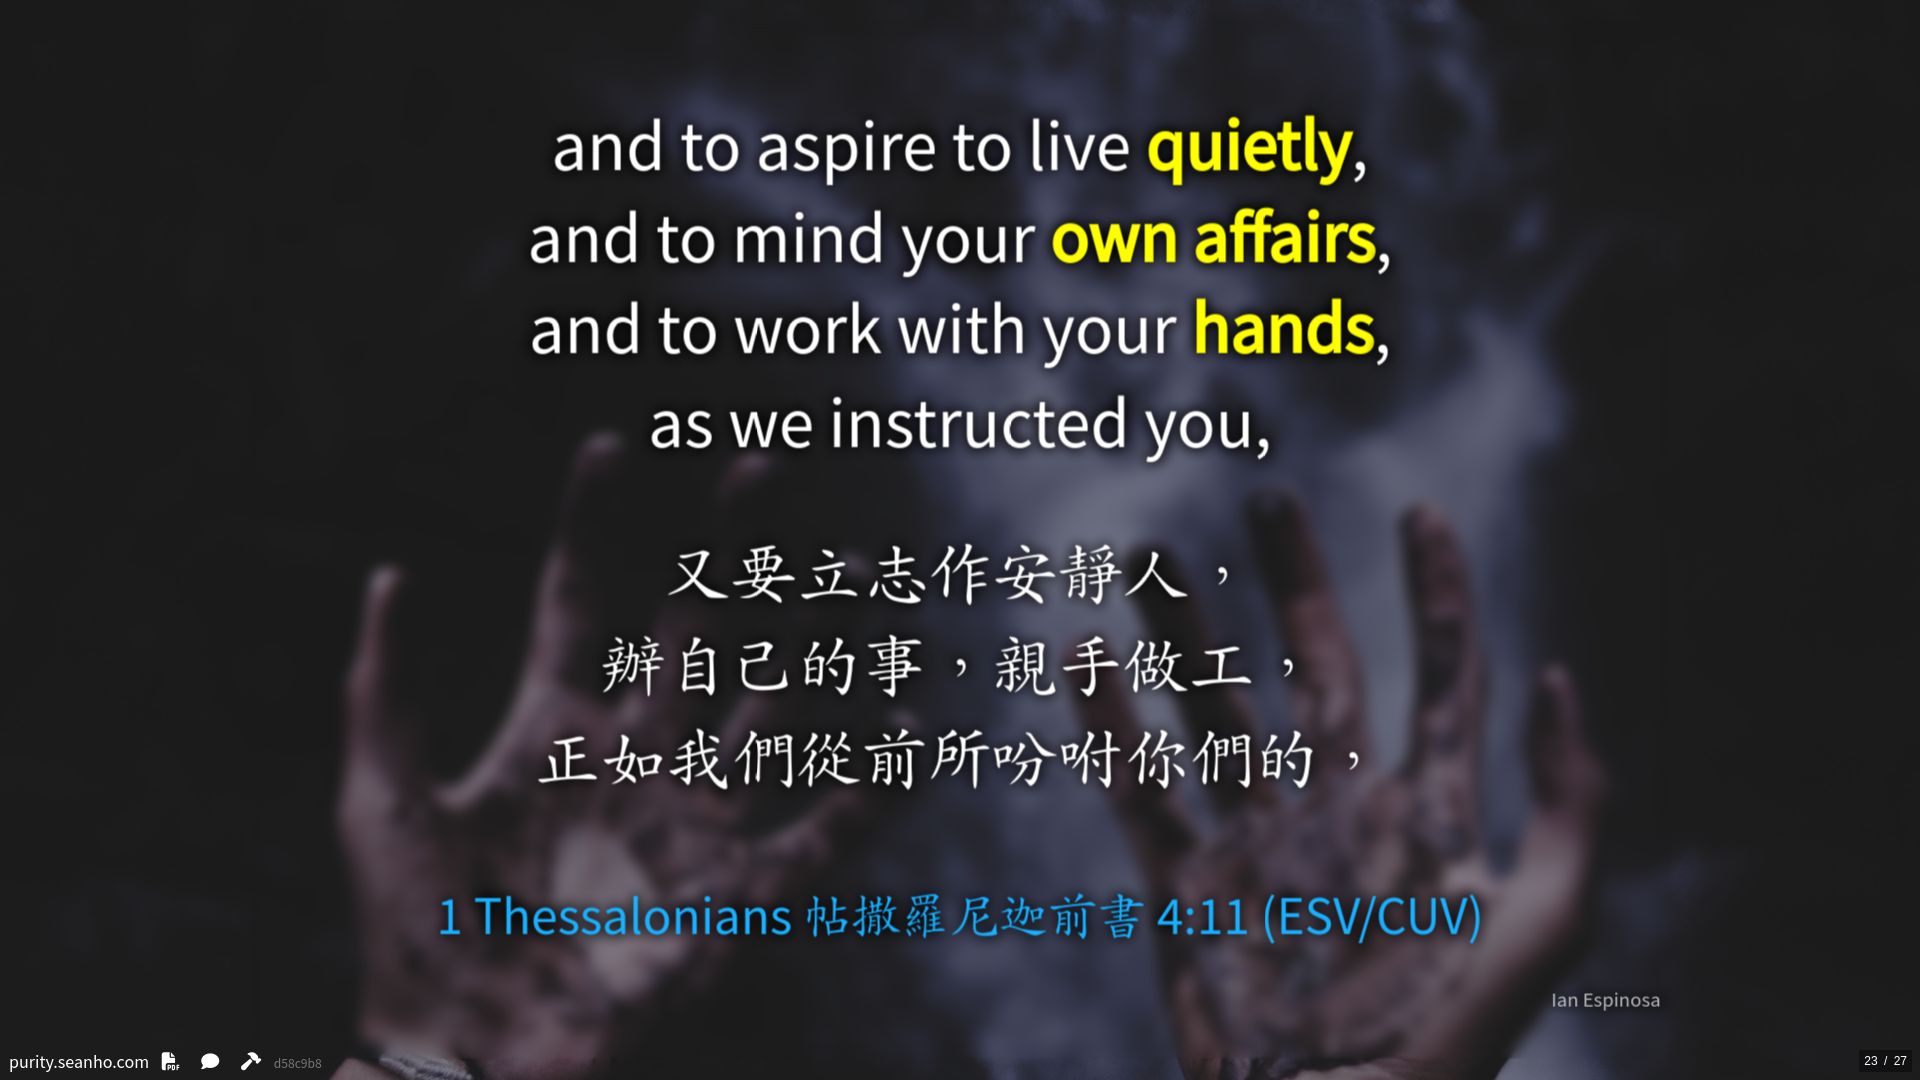 and to aspire to live quietly,
and to mind your own affairs,
and to work with your hands,
as we instructed you,
又要立志作安靜人，
辦自己的事，親手做工，
正如我們從前所吩咐你們的，
1 Thessalonians 帖撒羅尼迦前書 4:11 (ESV/CUV)
Ian Espinosa
purity.seanho.com PDF d58c9b8
23 / 27